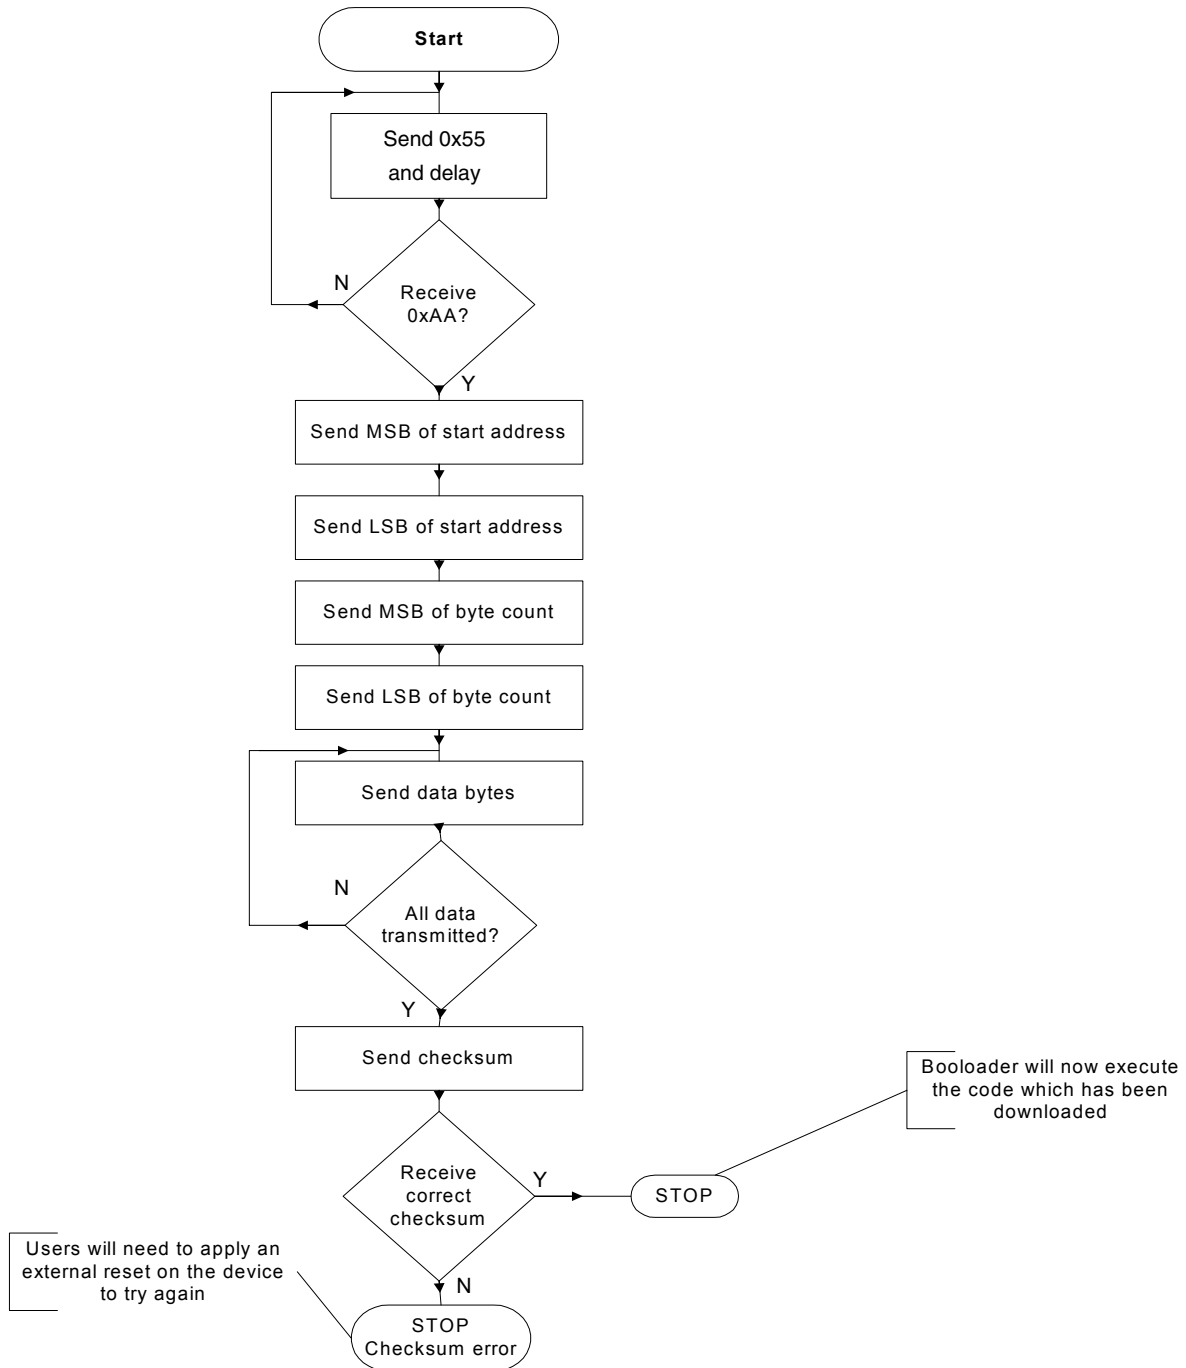 Start
Send 0x55
and delay
N
Receive
0xAA?
Y
Send MSB of start address
Send LSB of start address
Send MSB of byte count
Send LSB of byte count
Send data bytes
N
All data
transmitted?
Y
Send checksum
Booloader will now execute
the code which has been
downloaded
Receive
correct
checksum
Y
STOP
Users will need to apply an
external reset on the device
to try again
N
STOP
Checksum error